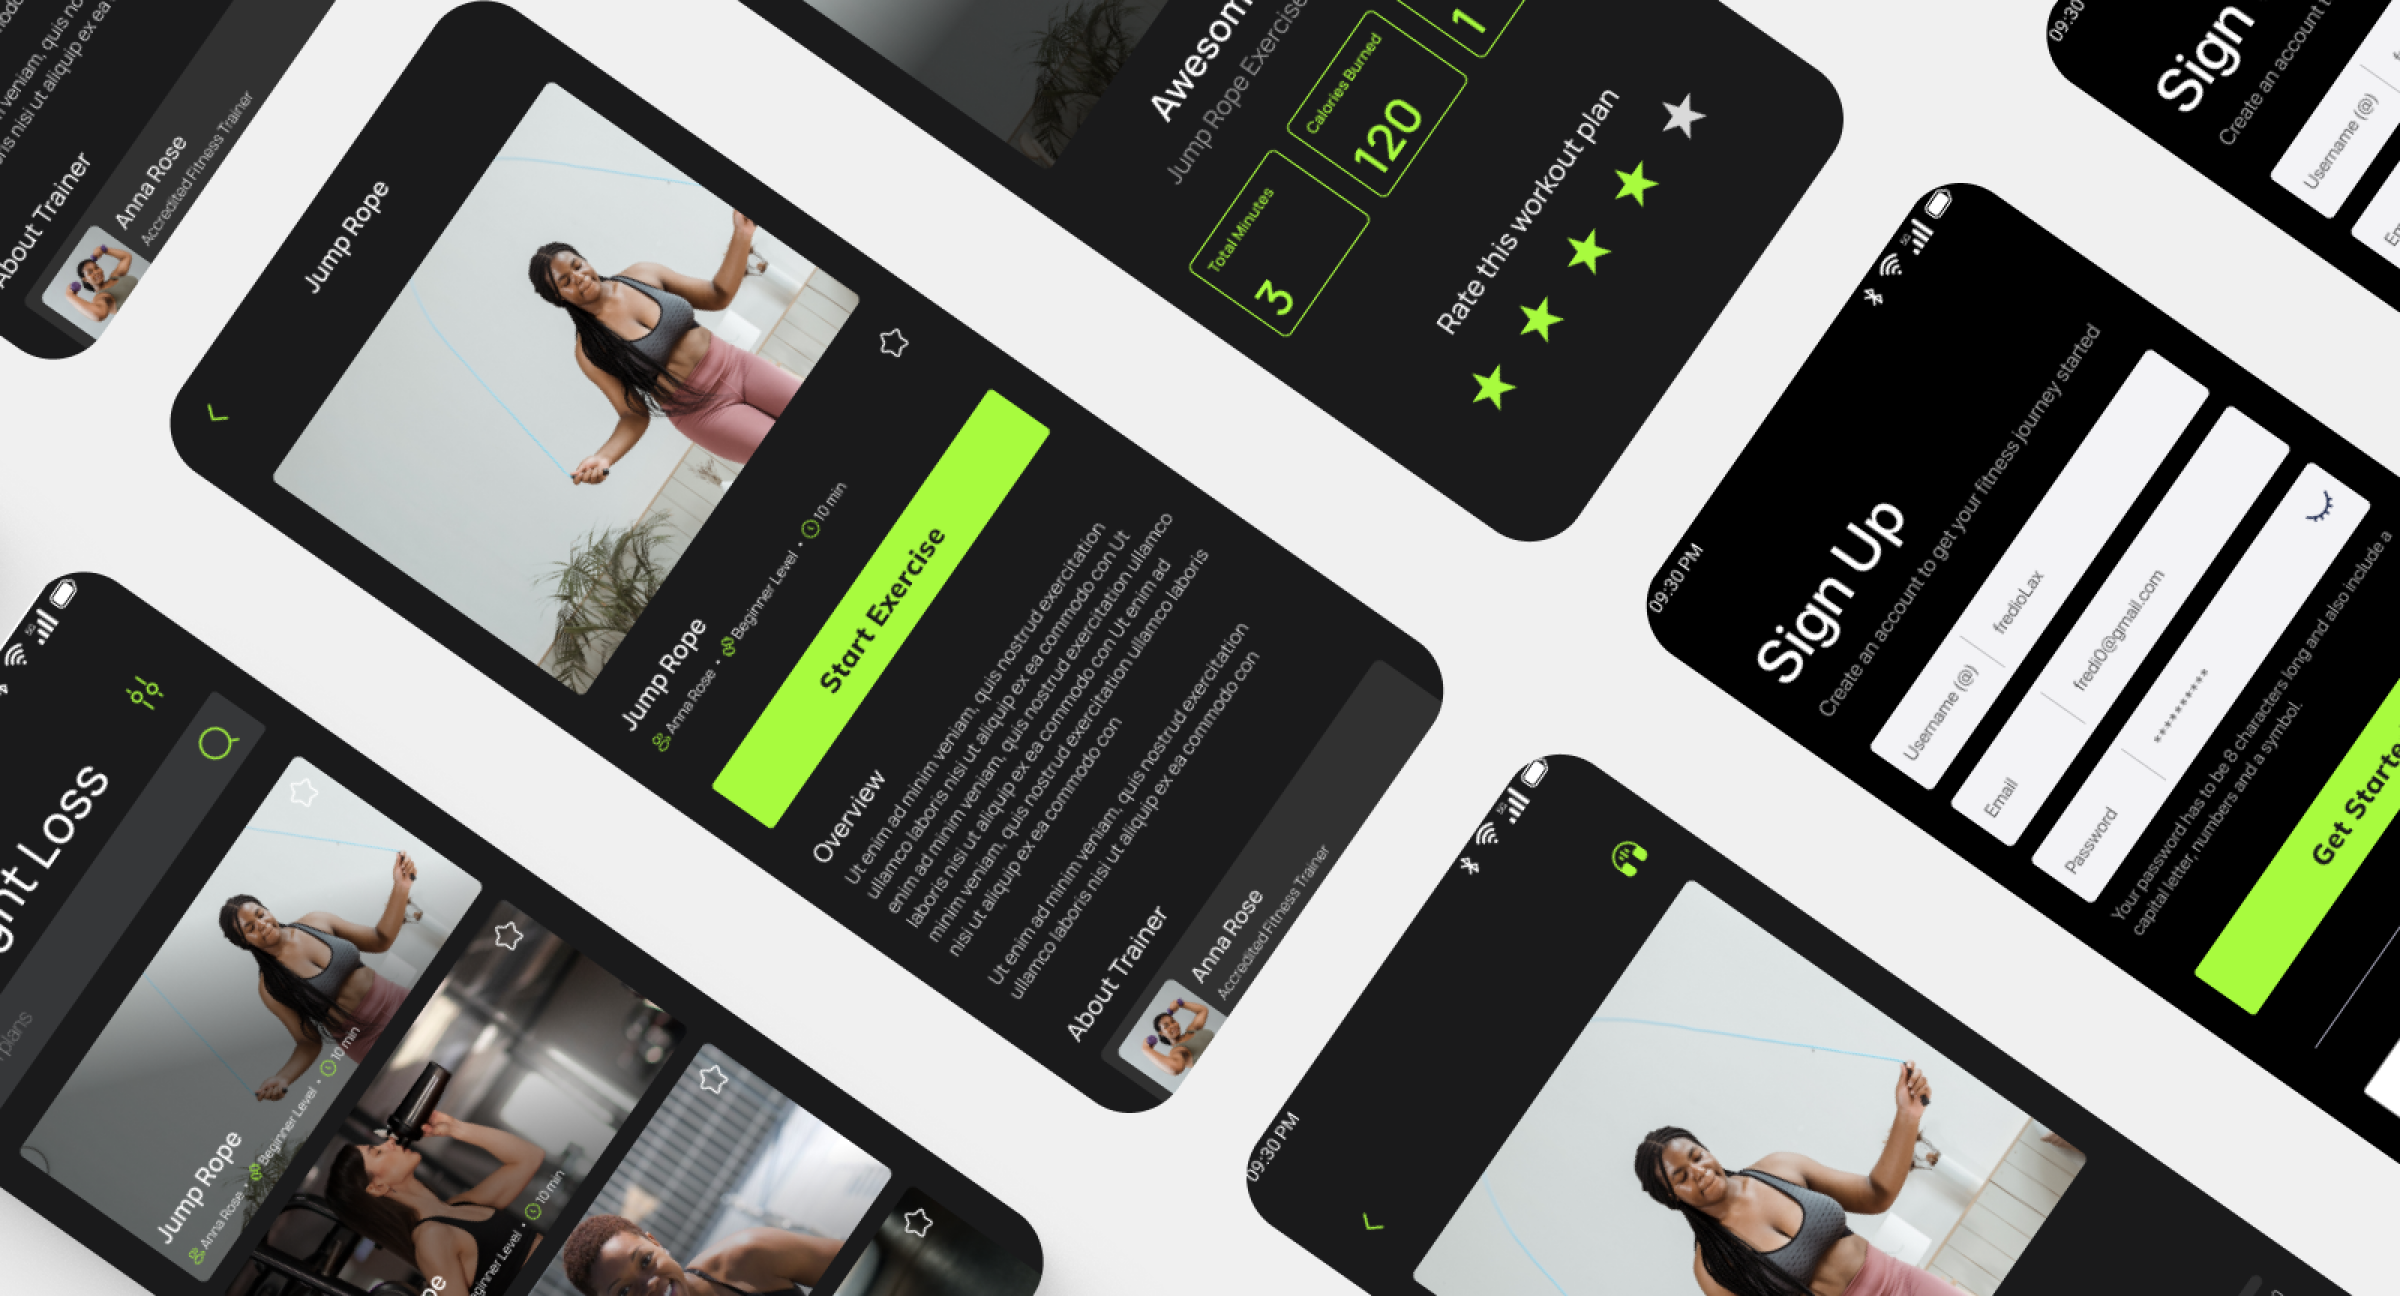 veniam, quis no
ris nisi ut aliquip ex ea
About Trainer
Anna Rose
Accredited Fitness Trainer
Jump Rope
Jump Rope
Anna Rose • Beginner Level • 10 min
Start Exercise
Overview
Ut enim ad minim veniam, quis nostrud exercitation
ullamco laboris nisi ut aliquip ex ea commodo con Ut
enim ad minim veniam, quis nostrud exercitation ullamco
laboris nisi ut aliquip ex ea commodo con Ut enim ad
minim veniam, quis nostrud exercitation ullamco laboris
nisi ut aliquip ex ea commodo con
Ut enim ad minim veniam, quis nostrud exercitation
ullamco laboris nisi ut aliquip ex ea commodo con
About Trainer
Anna Rose
Accredited Fitness Trainer
Awesom
Jump Rope Exercise
Total Minutes
3
Calories Burned
120
1
Rate this workout plan
09:30
Sign
Create an account t
Username (@)
Em
09:30 PM
5G
Sign Up
Create an account to get your fitness journey started
Username (@)
fredioLax
Email
fredi0@gmail.com
Password
**********
Your password has to be 8 characters long and also include a
capital letter, numbers and a symbol.
Get Starte
5G
ght Loss
plans
Jump Rope
Anna Rose • Beginner Level • 10 min
pe
ginner Level • 10 min
09:30 PM
5G